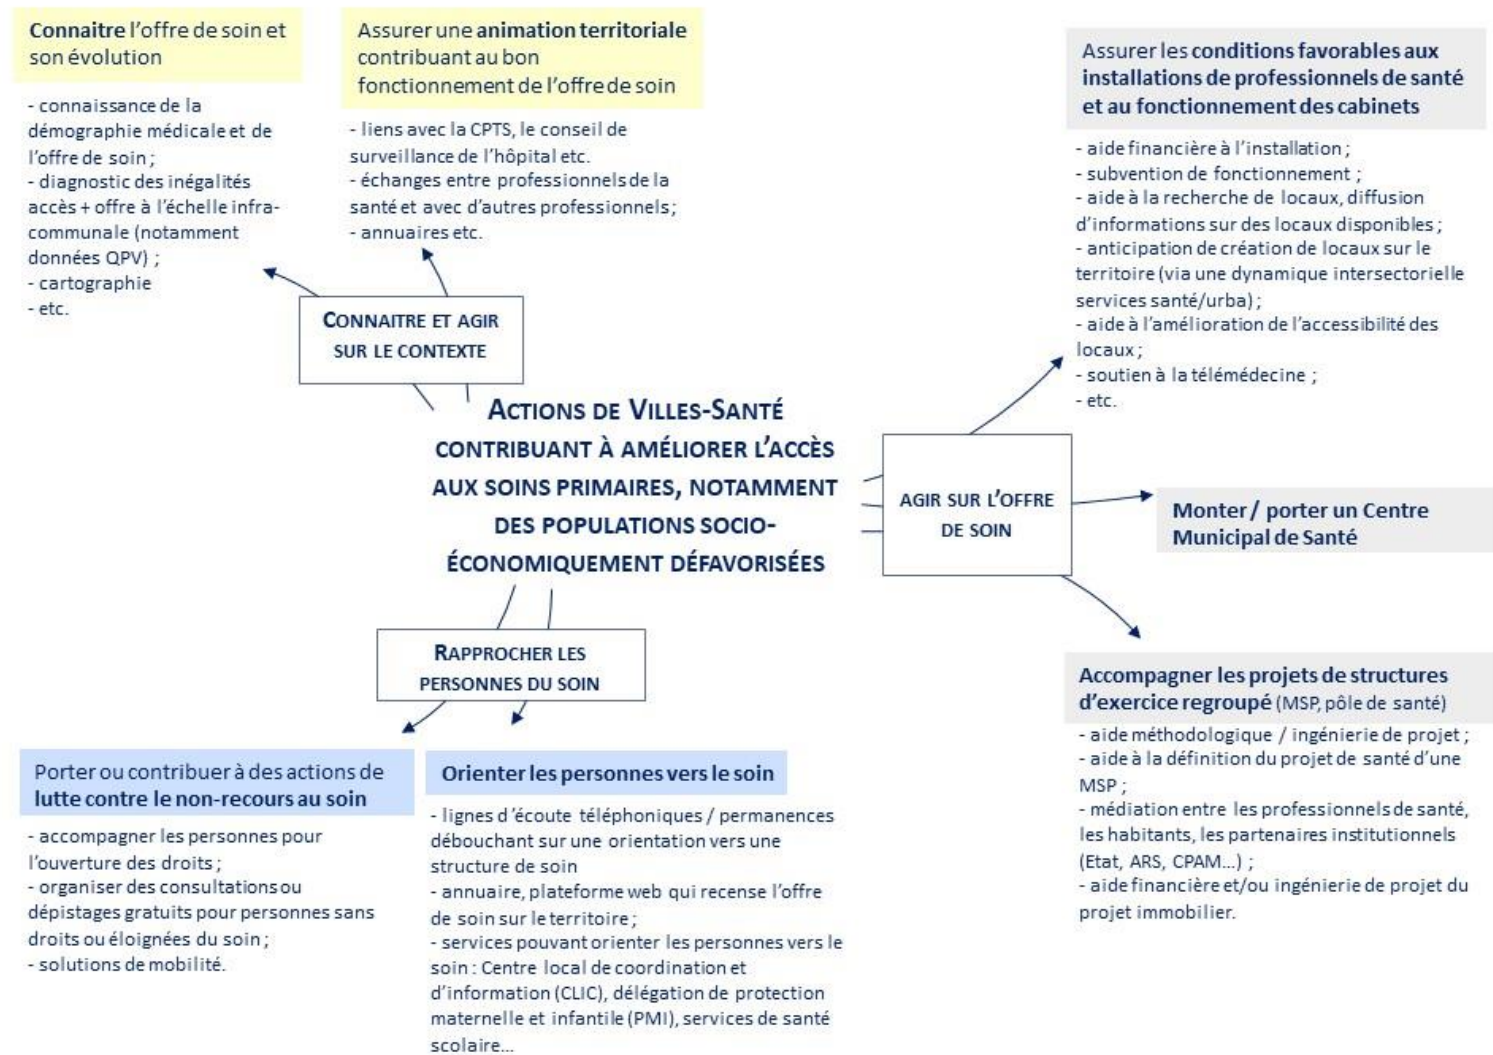 Connaitre l'offre de soin et
son évolution
- connaissance de la
démographie médicale et de
l'offre de soin ;
- diagnostic des inégalités
accès + offre à l'échelle infra-
communale (notamment
données QPV) ;
- cartographie
- etc.
Assurer une animation territoriale
contribuant au bon
fonctionnement de l'offre de soin
- liens avec la CPTS, le conseil de
surveillance de l'hôpital etc.
- échanges entre professionnels de la
santé et avec d'autres professionnels ;
- annuaires etc.
CONNAITRE ET AGIR
SUR LE CONTEXTE
ACTIONS DE VILLES-SANTÉ
CONTRIBUANT À AMÉLIORER L'ACCÈS
AUX SOINS PRIMAIRES, NOTAMMENT
DES POPULATIONS SOCIO-
ÉCONOMIQUEMENT DÉFAVORISÉES
AGIR SUR L'OFFRE
DE SOIN
Assurer les conditions favorables aux
installations de professionnels de santé
et au fonctionnement des cabinets
- aide financière à l'installation ;
- subvention de fonctionnement ;
- aide à la recherche de locaux, diffusion
d'informations sur des locaux disponibles ;
- anticipation de création de locaux sur le
territoire (via une dynamique intersectorielle
services santé/urba) ;
- aide à l'amélioration de l'accessibilité des
locaux ;
- soutien à la télémédecine ;
- etc.
Monter / porter un Centre
Municipal de Santé
Accompagner les projets de structures
d'exercice regroupé (MSP, pôle de santé)
- aide méthodologique / ingénierie de projet ;
- aide à la définition du projet de santé d'une
MSP ;
- médiation entre les professionnels de santé,
les habitants, les partenaires institutionnels
(Etat, ARS, CPAM...) ;
- aide financière et/ou ingénierie de projet du
projet immobilier.
RAPPROCHER LES
PERSONNES DU SOIN
Porter ou contribuer à des actions de
lutte contre le non-recours au soin
- accompagner les personnes pour
l'ouverture des droits ;
- organiser des consultations ou
dépistages gratuits pour personnes sans
droits ou éloignées du soin ;
- solutions de mobilité.
Orienter les personnes vers le soin
- lignes d'écoute téléphoniques / permanences
débouchant sur une orientation vers une
structure de soin
- annuaire, plateforme web qui recense l'offre
de soin sur le territoire ;
- services pouvant orienter les personnes vers le
soin : Centre local de coordination et
d'information (CLIC), délégation de protection
maternelle et infantile (PMI), services de santé
scolaire...